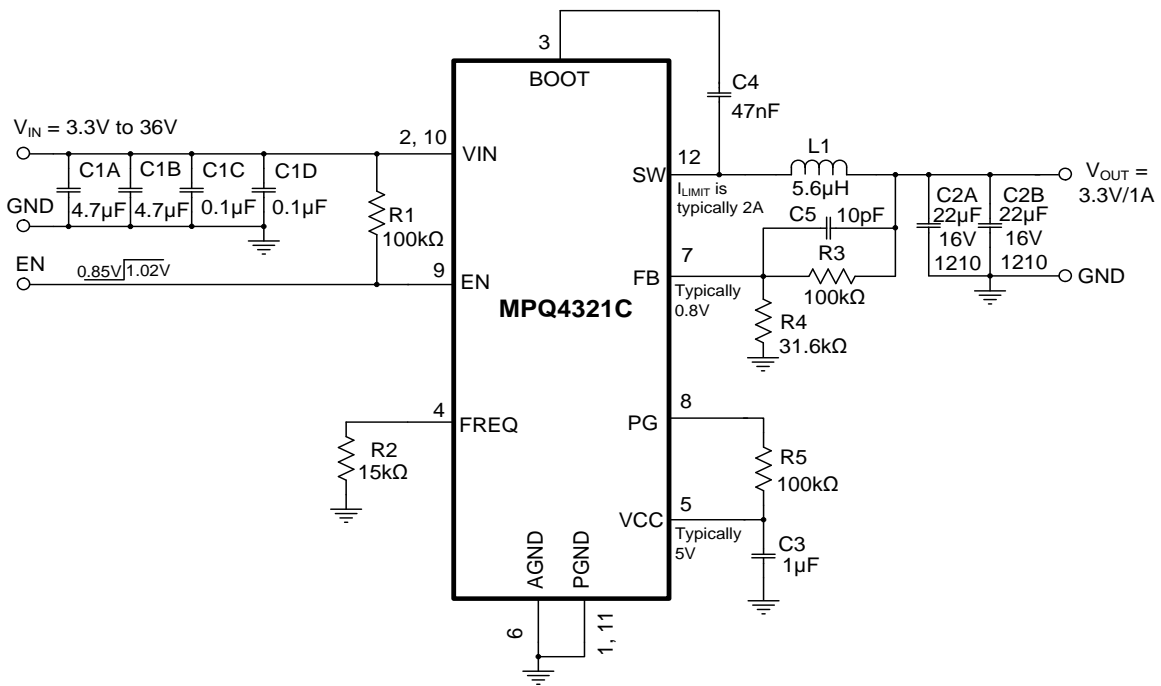 3
BOOT
C4
47nF
V_IN = 3.3V to 36V
2, 10
VIN
C1A
C1B
C1C
C1D
4.7µF
4.7µF
0.1µF
0.1µF
GND
R1
100kΩ
EN
0.85V
1.02V
9
EN
MPQ4321C
12
SW
I_LIMIT is
typically 2A
L1
5.6µH
C5
10pF
R3
100kΩ
7
FB
Typically
0.8V
R4
31.6kΩ
C2A
22µF
16V
1210
C2B
22µF
16V
1210
V_OUT =
3.3V/1A
GND
4
FREQ
R2
15kΩ
8
PG
R5
100kΩ
5
VCC
Typically
5V
C3
1µF
AGND
PGND
6
1, 11